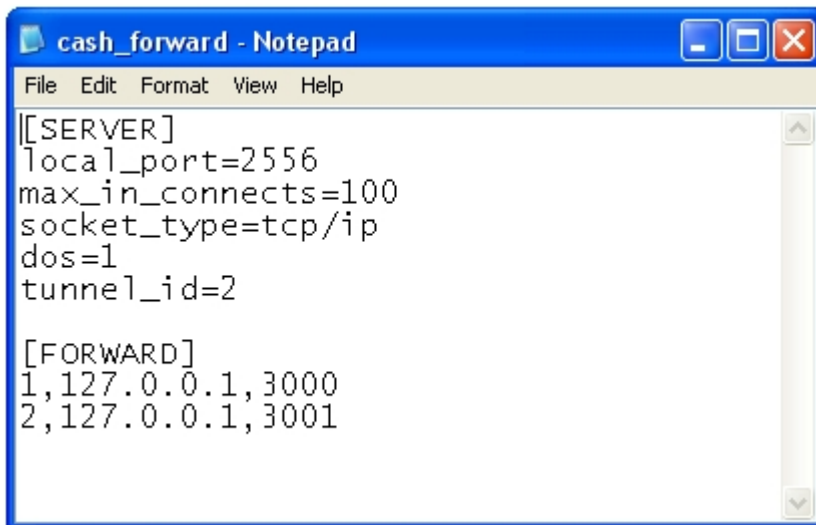 cash_forward - Notepad
File Edit Format View Help
[SERVER]
local_port=2556
max_in_connects=100
socket_type=tcp/ip
dos=1
tunnel_id=2

[FORWARD]
1,127.0.0.1,3000
2,127.0.0.1,3001